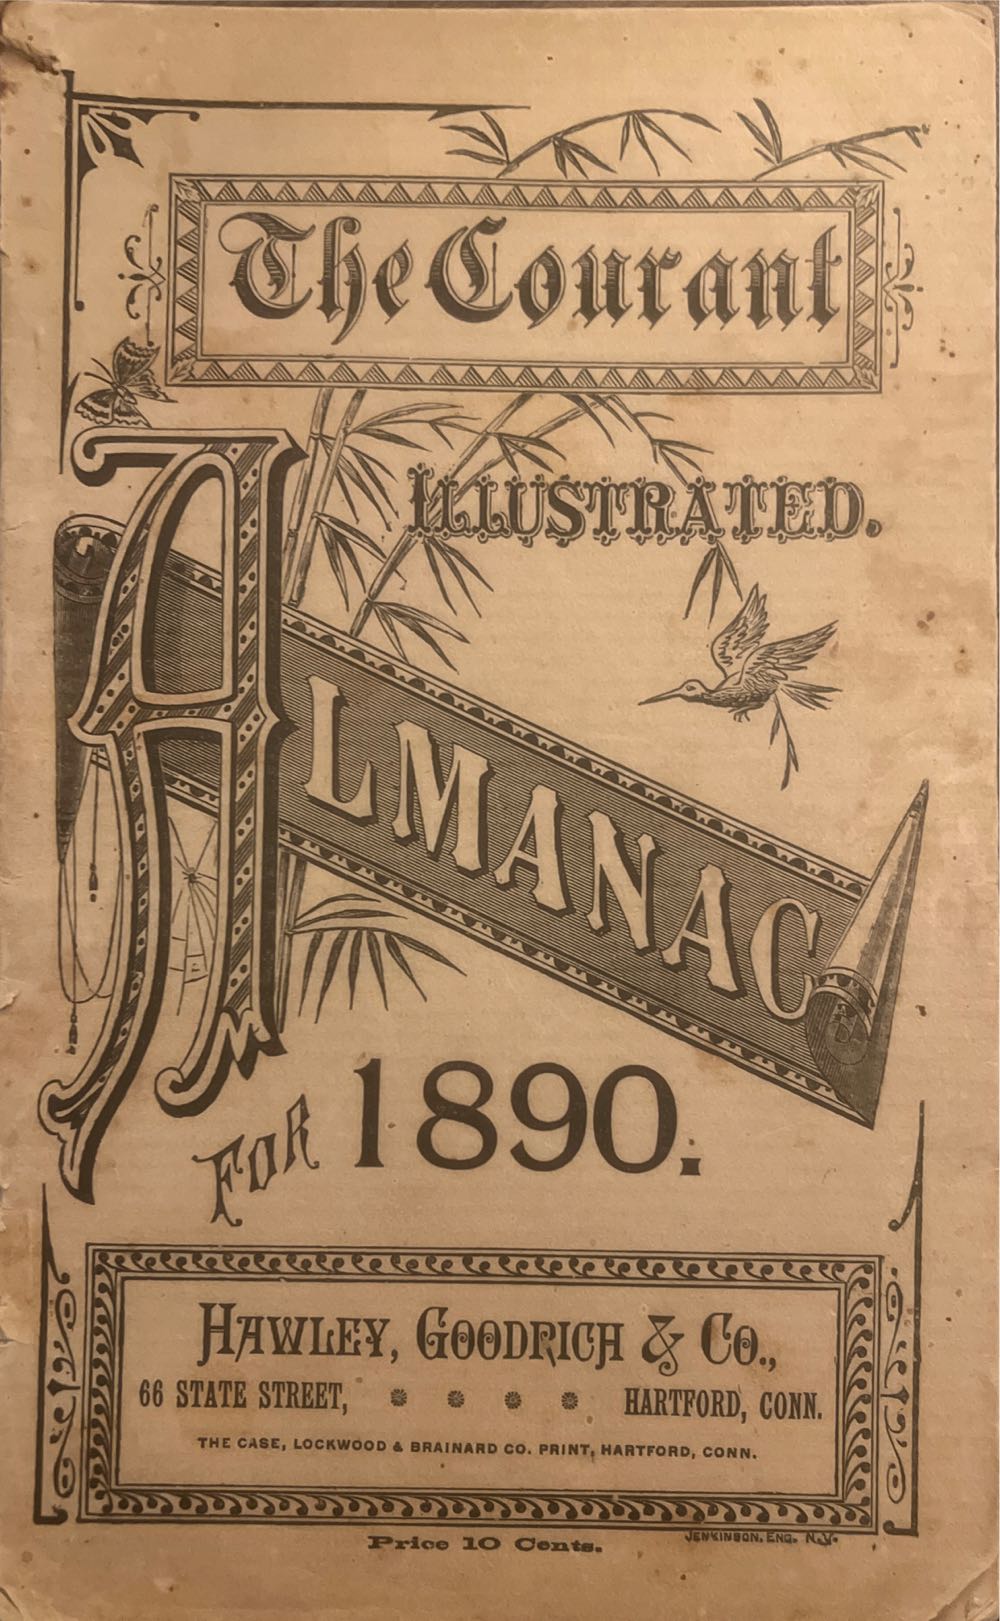 The Courant
ILLUSTRATED.
ALMANAC
FOR 1890.
HAWLEY, GOODRICH & CO.,
66 STATE STREET, HARTFORD, CONN.
THE CASE, LOCKWOOD & BRAINARD CO. PRINT, HARTFORD, CONN.
Price 10 Cents.
JENKINSON. ENG. N.Y.